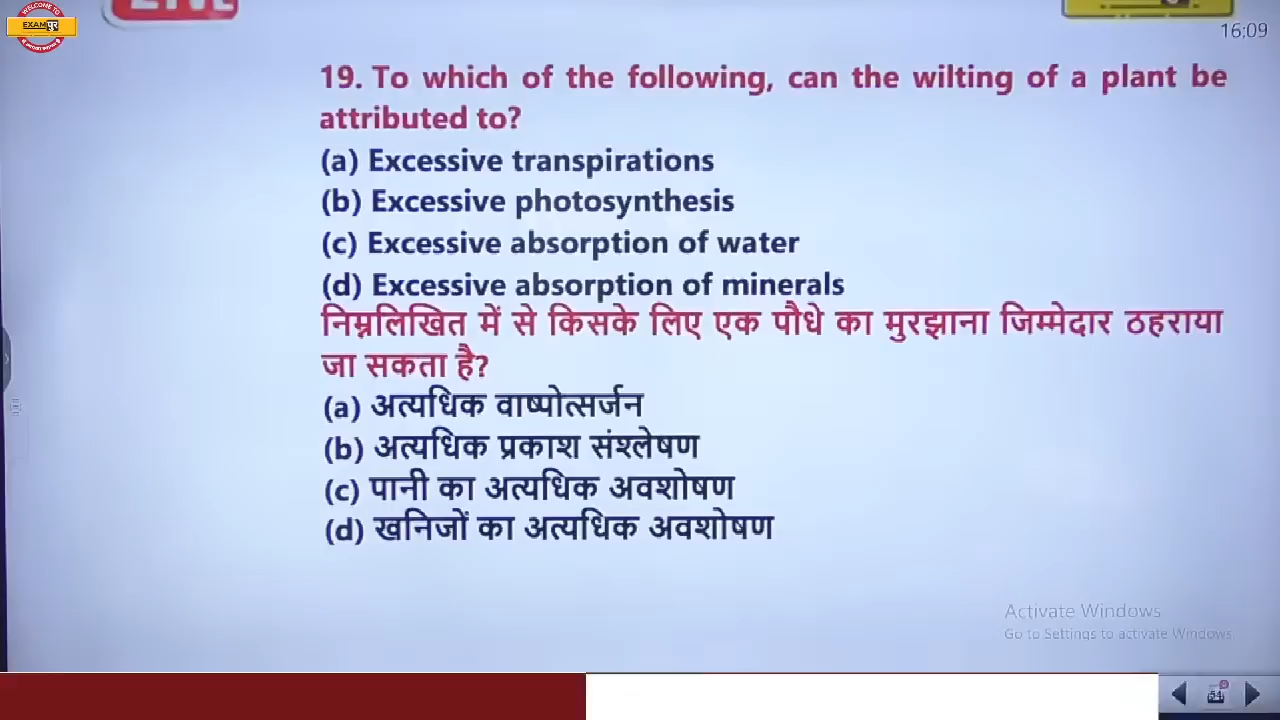 WELCOME TO
EXAM पुर
16:09
19. To which of the following, can the wilting of a plant be
attributed to?
(a) Excessive transpirations
(b) Excessive photosynthesis
(c) Excessive absorption of water
(d) Excessive absorption of minerals
निम्नलिखित में से किसके लिए एक पौधे का मुरझाना जिम्मेदार ठहराया
जा सकता है?
(a) अत्यधिक वाष्पोत्सर्जन
(b) अत्यधिक प्रकाश संश्लेषण
(c) पानी का अत्यधिक अवशोषण
(d) खनिजों का अत्यधिक अवशोषण
Activate Windows
Go to Settings to activate Windows.